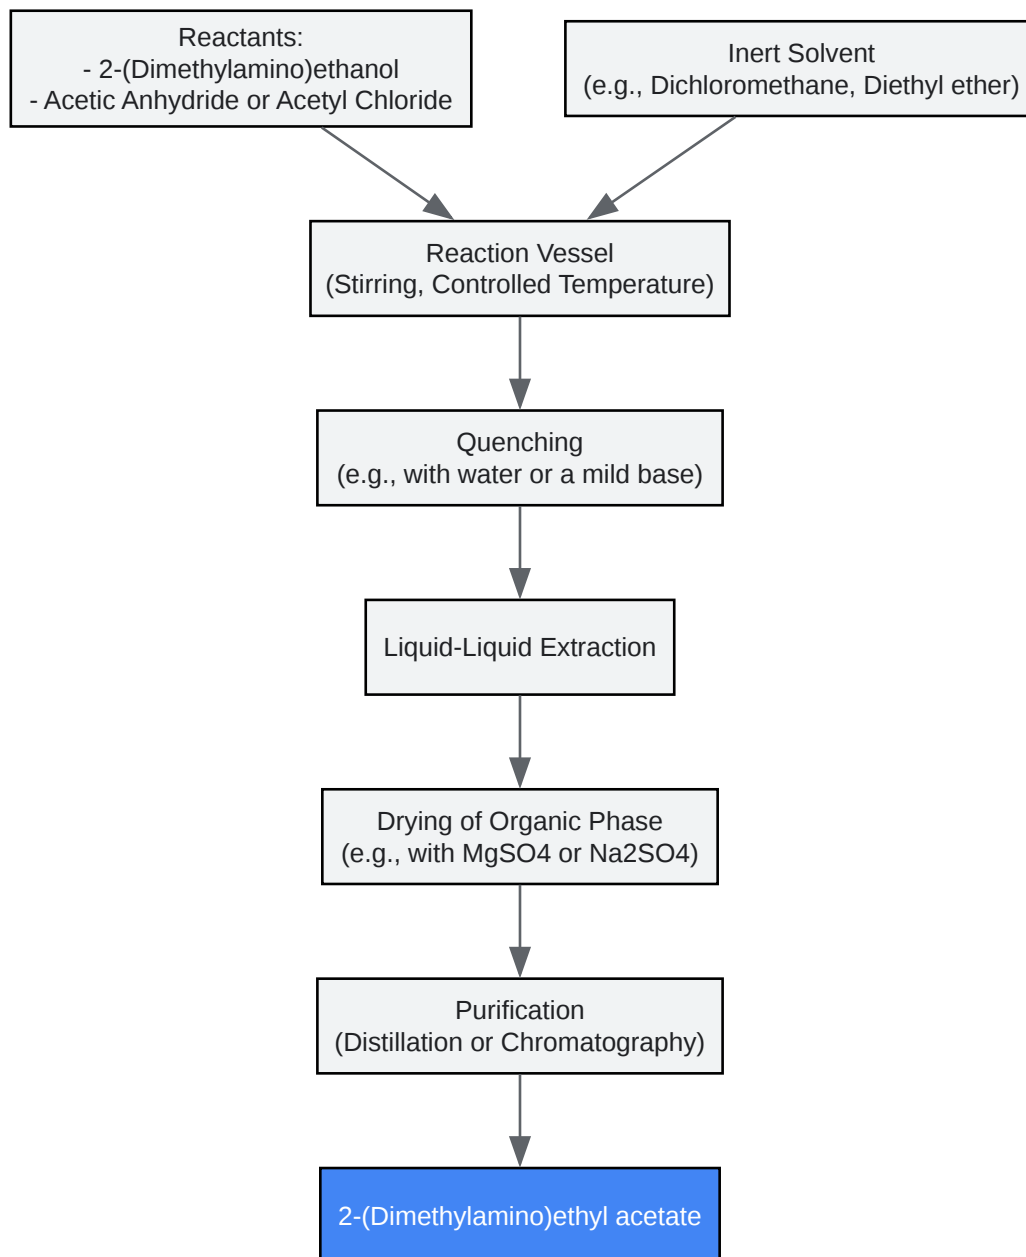 Reactants:
- 2-(Dimethylamino)ethanol
- Acetic Anhydride or Acetyl Chloride
Inert Solvent
(e.g., Dichloromethane, Diethyl ether)
Reaction Vessel
(Stirring, Controlled Temperature)
Quenching
(e.g., with water or a mild base)
Liquid-Liquid Extraction
Drying of Organic Phase
(e.g., with MgSO4 or Na2SO4)
Purification
(Distillation or Chromatography)
2-(Dimethylamino)ethyl acetate